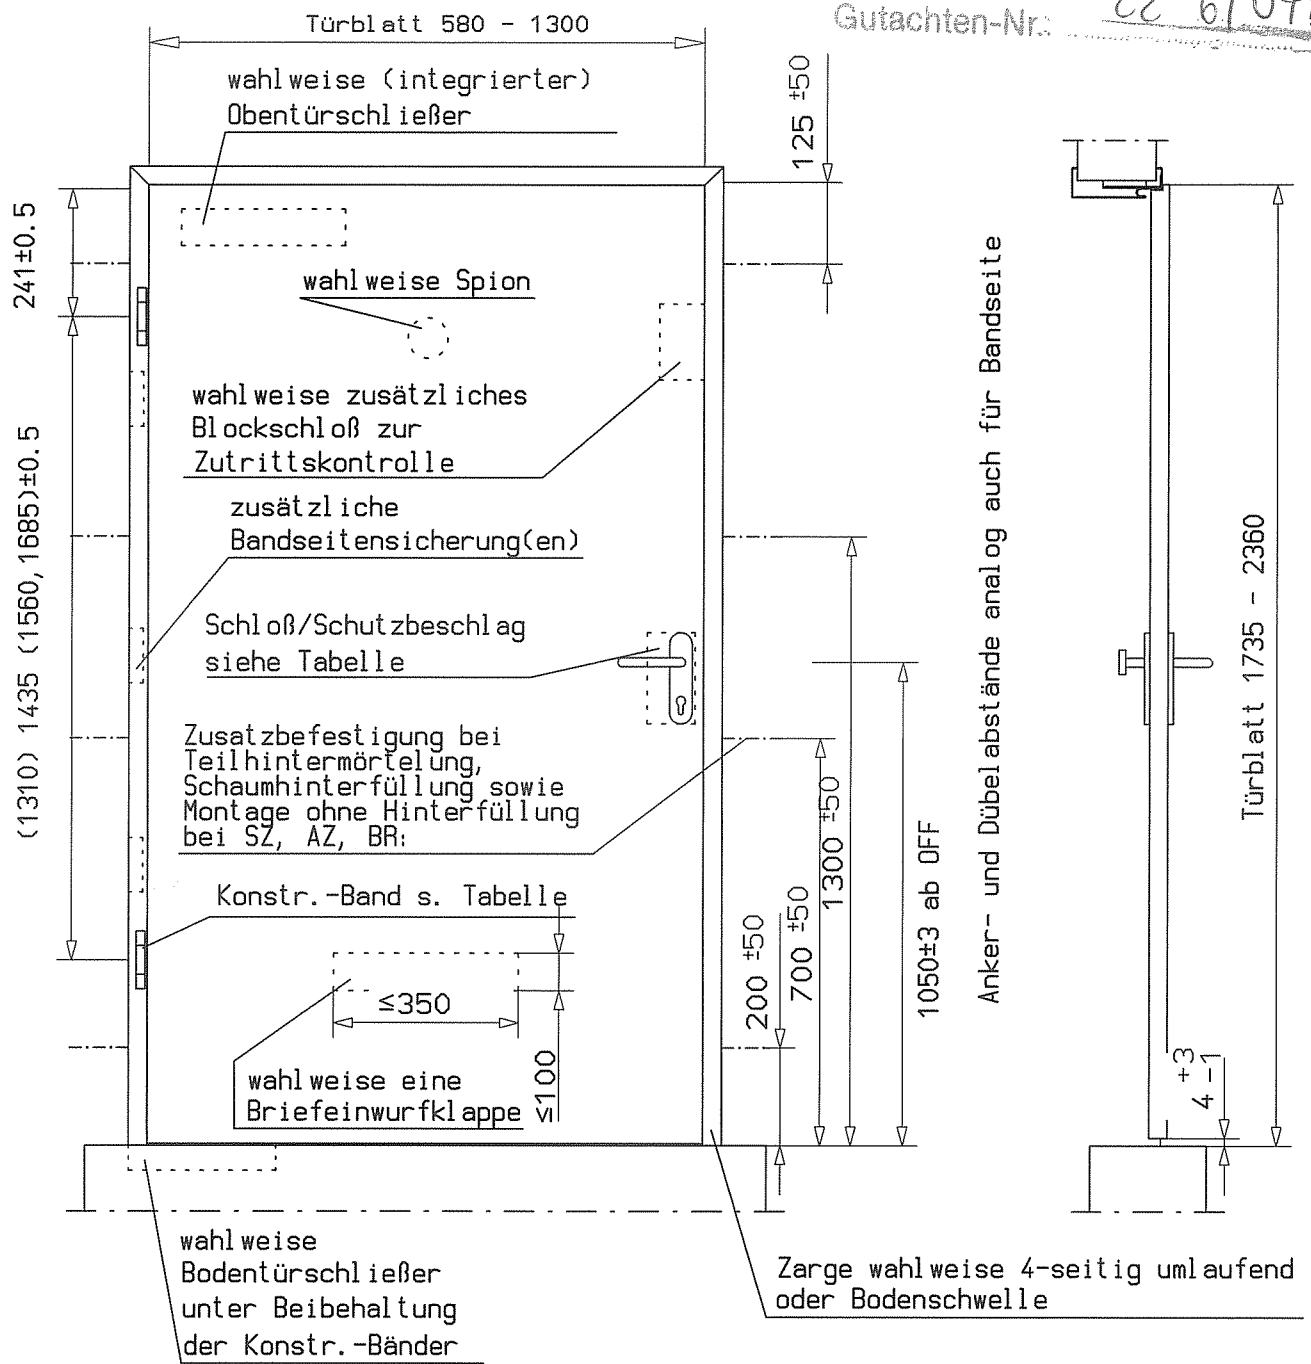 Gutachten-Nr.:
Türblatt 580 - 1300
wahlweise (integrierter)
Obentürschließer
125 ±50
241±0.5
wahlweise Spion
wahlweise zusätzliches
Blockschloß zur
Zutrittskontrolle
zusätzliche
Bandseitensicherung(en)
(1310) 1435 (1560, 1685)±0.5
Schloß/Schutzbeschlag
siehe Tabelle
Zusatzbefestigung bei
Teilhintermörtelung,
Schaumhinterfüllung sowie
Montage ohne Hinterfüllung
bei SZ, AZ, BR:
Konstr.-Band s. Tabelle
≤350
≤100
wahlweise eine
Briefeinwurfklappe
200 ±50
700 ±50
1300 ±50
1050±3 ab OFF
Anker- und Dübelabstände analog auch für Bandseite
Türblatt 1735 - 2360
4 +3 -1
wahlweise
Bodentürschließer
unter Beibehaltung
der Konstr.-Bänder
Zarge wahlweise 4-seitig umlaufend
oder Bodenschwelle